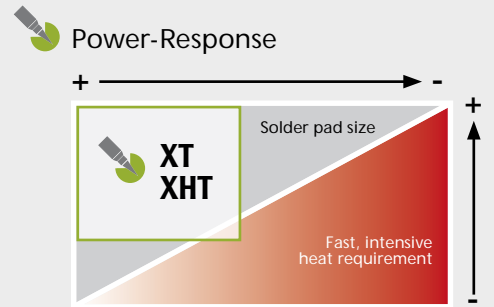 Power-Response
+ -
+
Solder pad size
XT
XHT
Fast, intensive
heat requirement
-